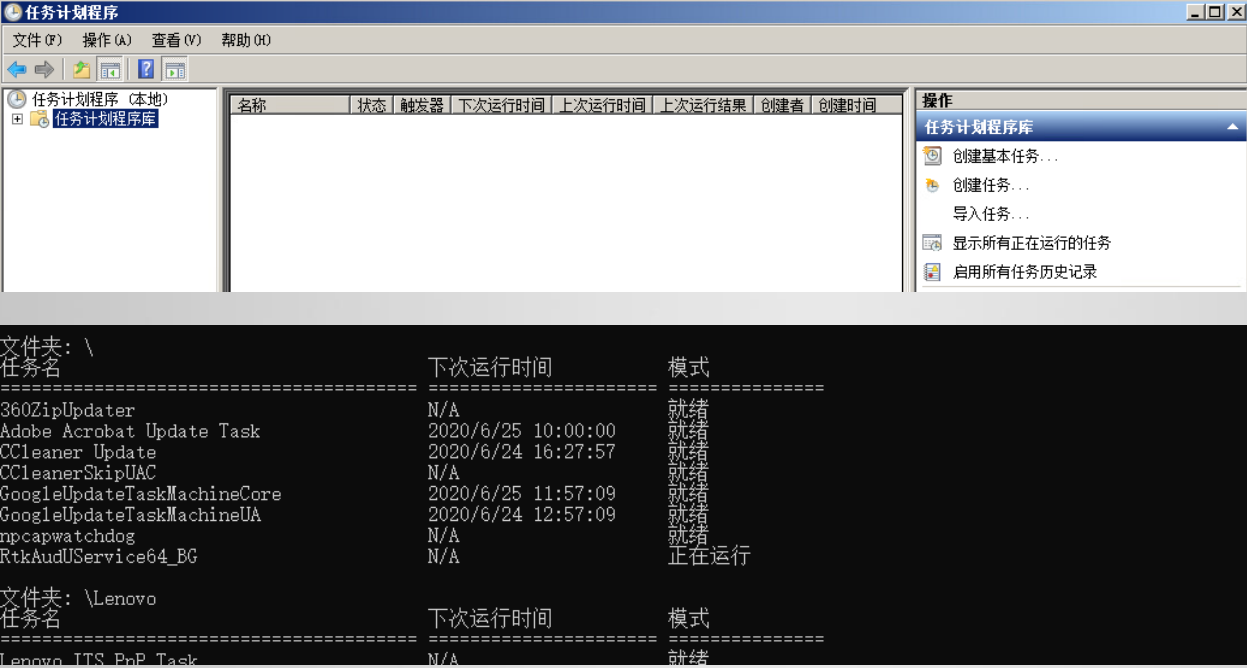 任务计划程序
文件(F) 操作(A) 查看(V) 帮助(H)
任务计划程序 (本地)
任务计划程序库
名称 状态 触发器 下次运行时间 上次运行时间 上次运行结果 创建者 创建时间
操作
任务计划程序库
创建基本任务...
创建任务...
导入任务...
显示所有正在运行的任务
启用所有任务历史记录
文件夹: \
任务名 下次运行时间 模式
======================================== ====================== ===============
360ZipUpdater N/A 就绪
Adobe Acrobat Update Task 2020/6/25 10:00:00 就绪
CCleaner Update 2020/6/24 16:27:57 就绪
CCleanerSkipUAC N/A 就绪
GoogleUpdateTaskMachineCore 2020/6/25 11:57:09 就绪
GoogleUpdateTaskMachineUA 2020/6/24 12:57:09 就绪
npcapwatchdog N/A 就绪
RtkAudUService64_BG N/A 正在运行
文件夹: \Lenovo
任务名 下次运行时间 模式
======================================== ====================== ===============
Lenovo ITS PnP Task N/A 就绪